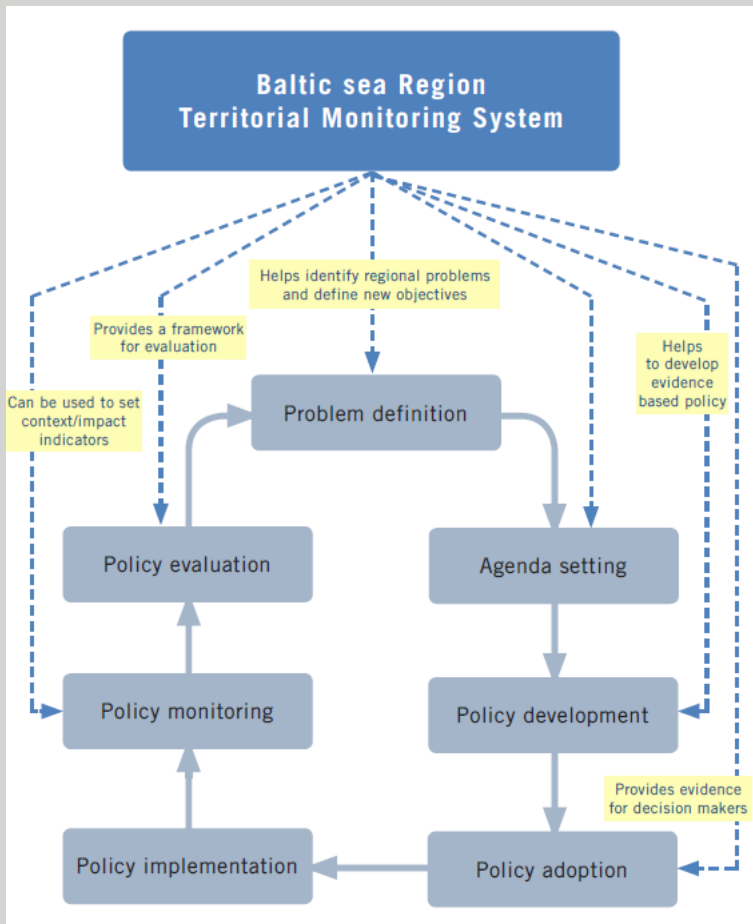 Baltic sea Region
Territorial Monitoring System
Helps identify regional problems
and define new objectives
Provides a framework
for evaluation
Helps
to develop
evidence
based policy
Can be used to set
context/impact
indicators
Problem definition
Policy evaluation
Agenda setting
Policy monitoring
Policy development
Provides evidence
for decision makers
Policy implementation
Policy adoption